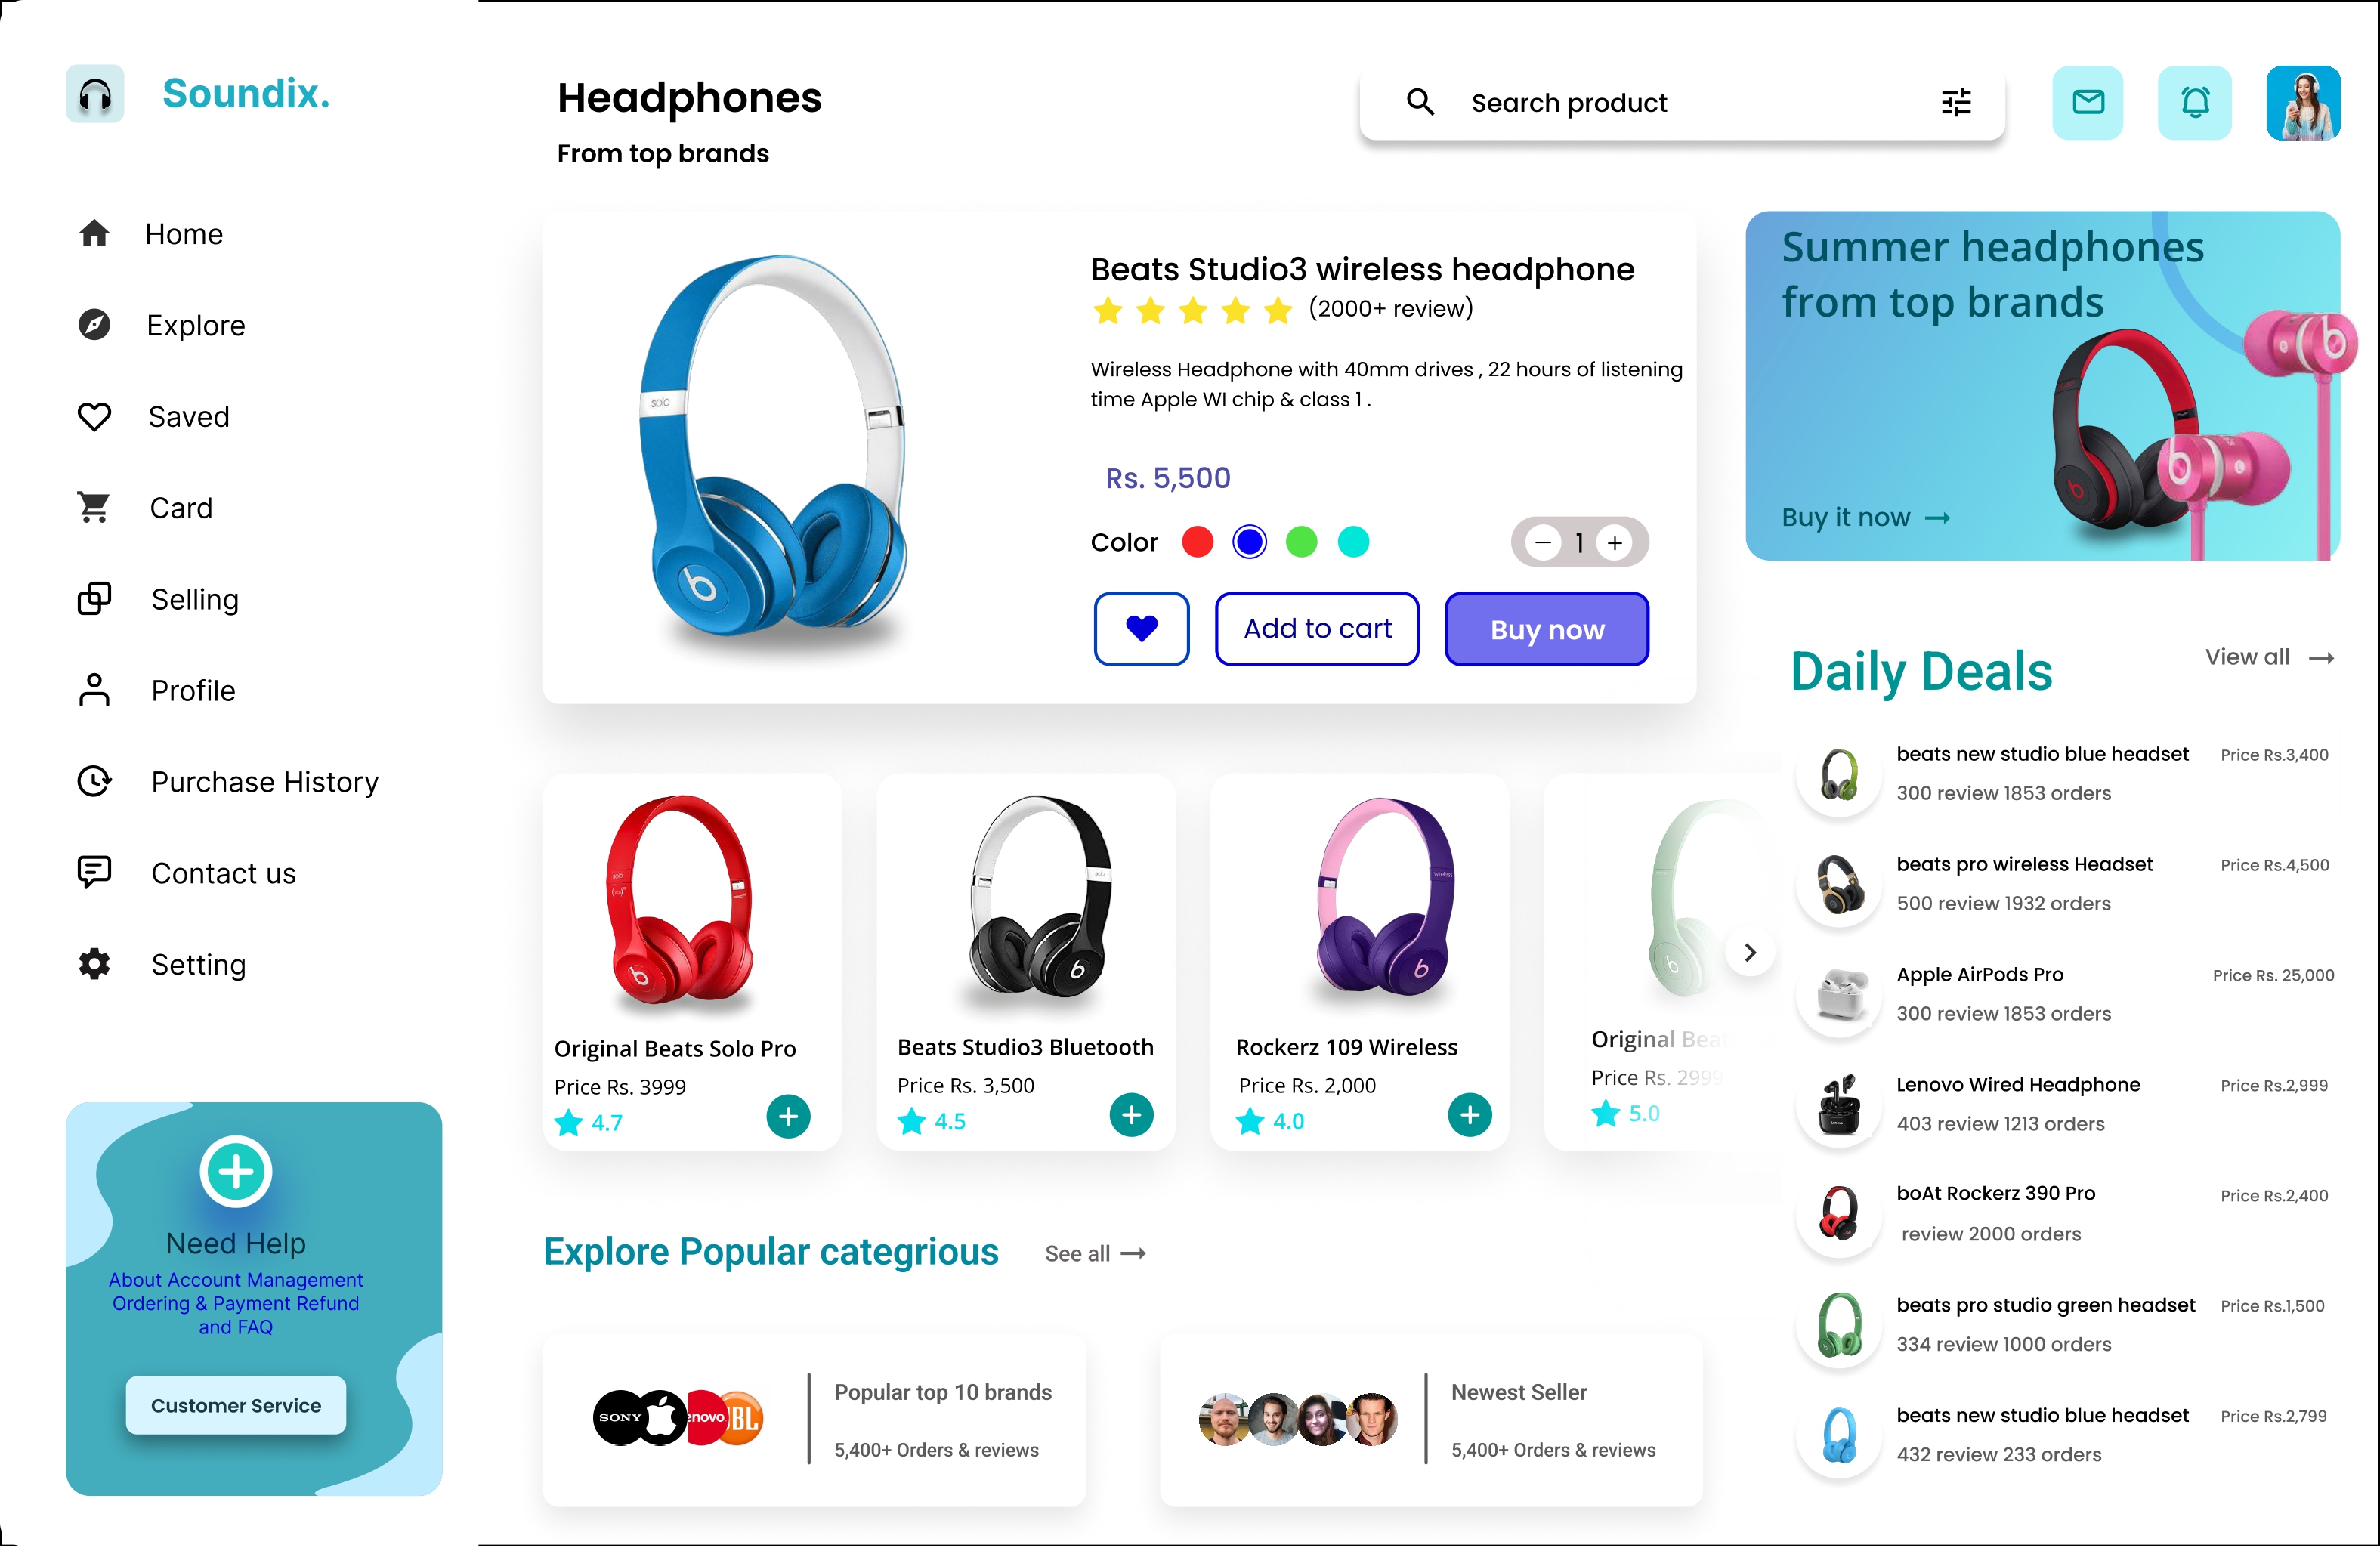 Soundix.
Home
Explore
Saved
Card
Selling
Profile
Purchase History
Contact us
Setting
Need Help
About Account Management
Ordering & Payment Refund
and FAQ
Customer Service
Headphones
From top brands
Search product
solo
Beats Studio3 wireless headphone
(2000+ review)
Wireless Headphone with 40mm drives , 22 hours of listening
time Apple WI chip & class 1 .
Rs. 5,500
Color
1
Add to cart
Buy now
Original Beats Solo Pro
Price Rs. 3999
4.7
Beats Studio3 Bluetooth
Price Rs. 3,500
4.5
Rockerz 109 Wireless
Price Rs. 2,000
4.0
Original Bea
Price Rs. 2999
5.0
Explore Popular categrious
See all
SONY
enovo
JBL
Popular top 10 brands
5,400+ Orders & reviews
Newest Seller
5,400+ Orders & reviews
Summer headphones
from top brands
Buy it now
Daily Deals
View all
beats new studio blue headset
Price Rs.3,400
300 review 1853 orders
beats pro wireless Headset
Price Rs.4,500
500 review 1932 orders
Apple AirPods Pro
Price Rs. 25,000
300 review 1853 orders
Lenovo Wired Headphone
Price Rs.2,999
403 review 1213 orders
boAt Rockerz 390 Pro
Price Rs.2,400
review 2000 orders
beats pro studio green headset
Price Rs.1,500
334 review 1000 orders
beats new studio blue headset
Price Rs.2,799
432 review 233 orders